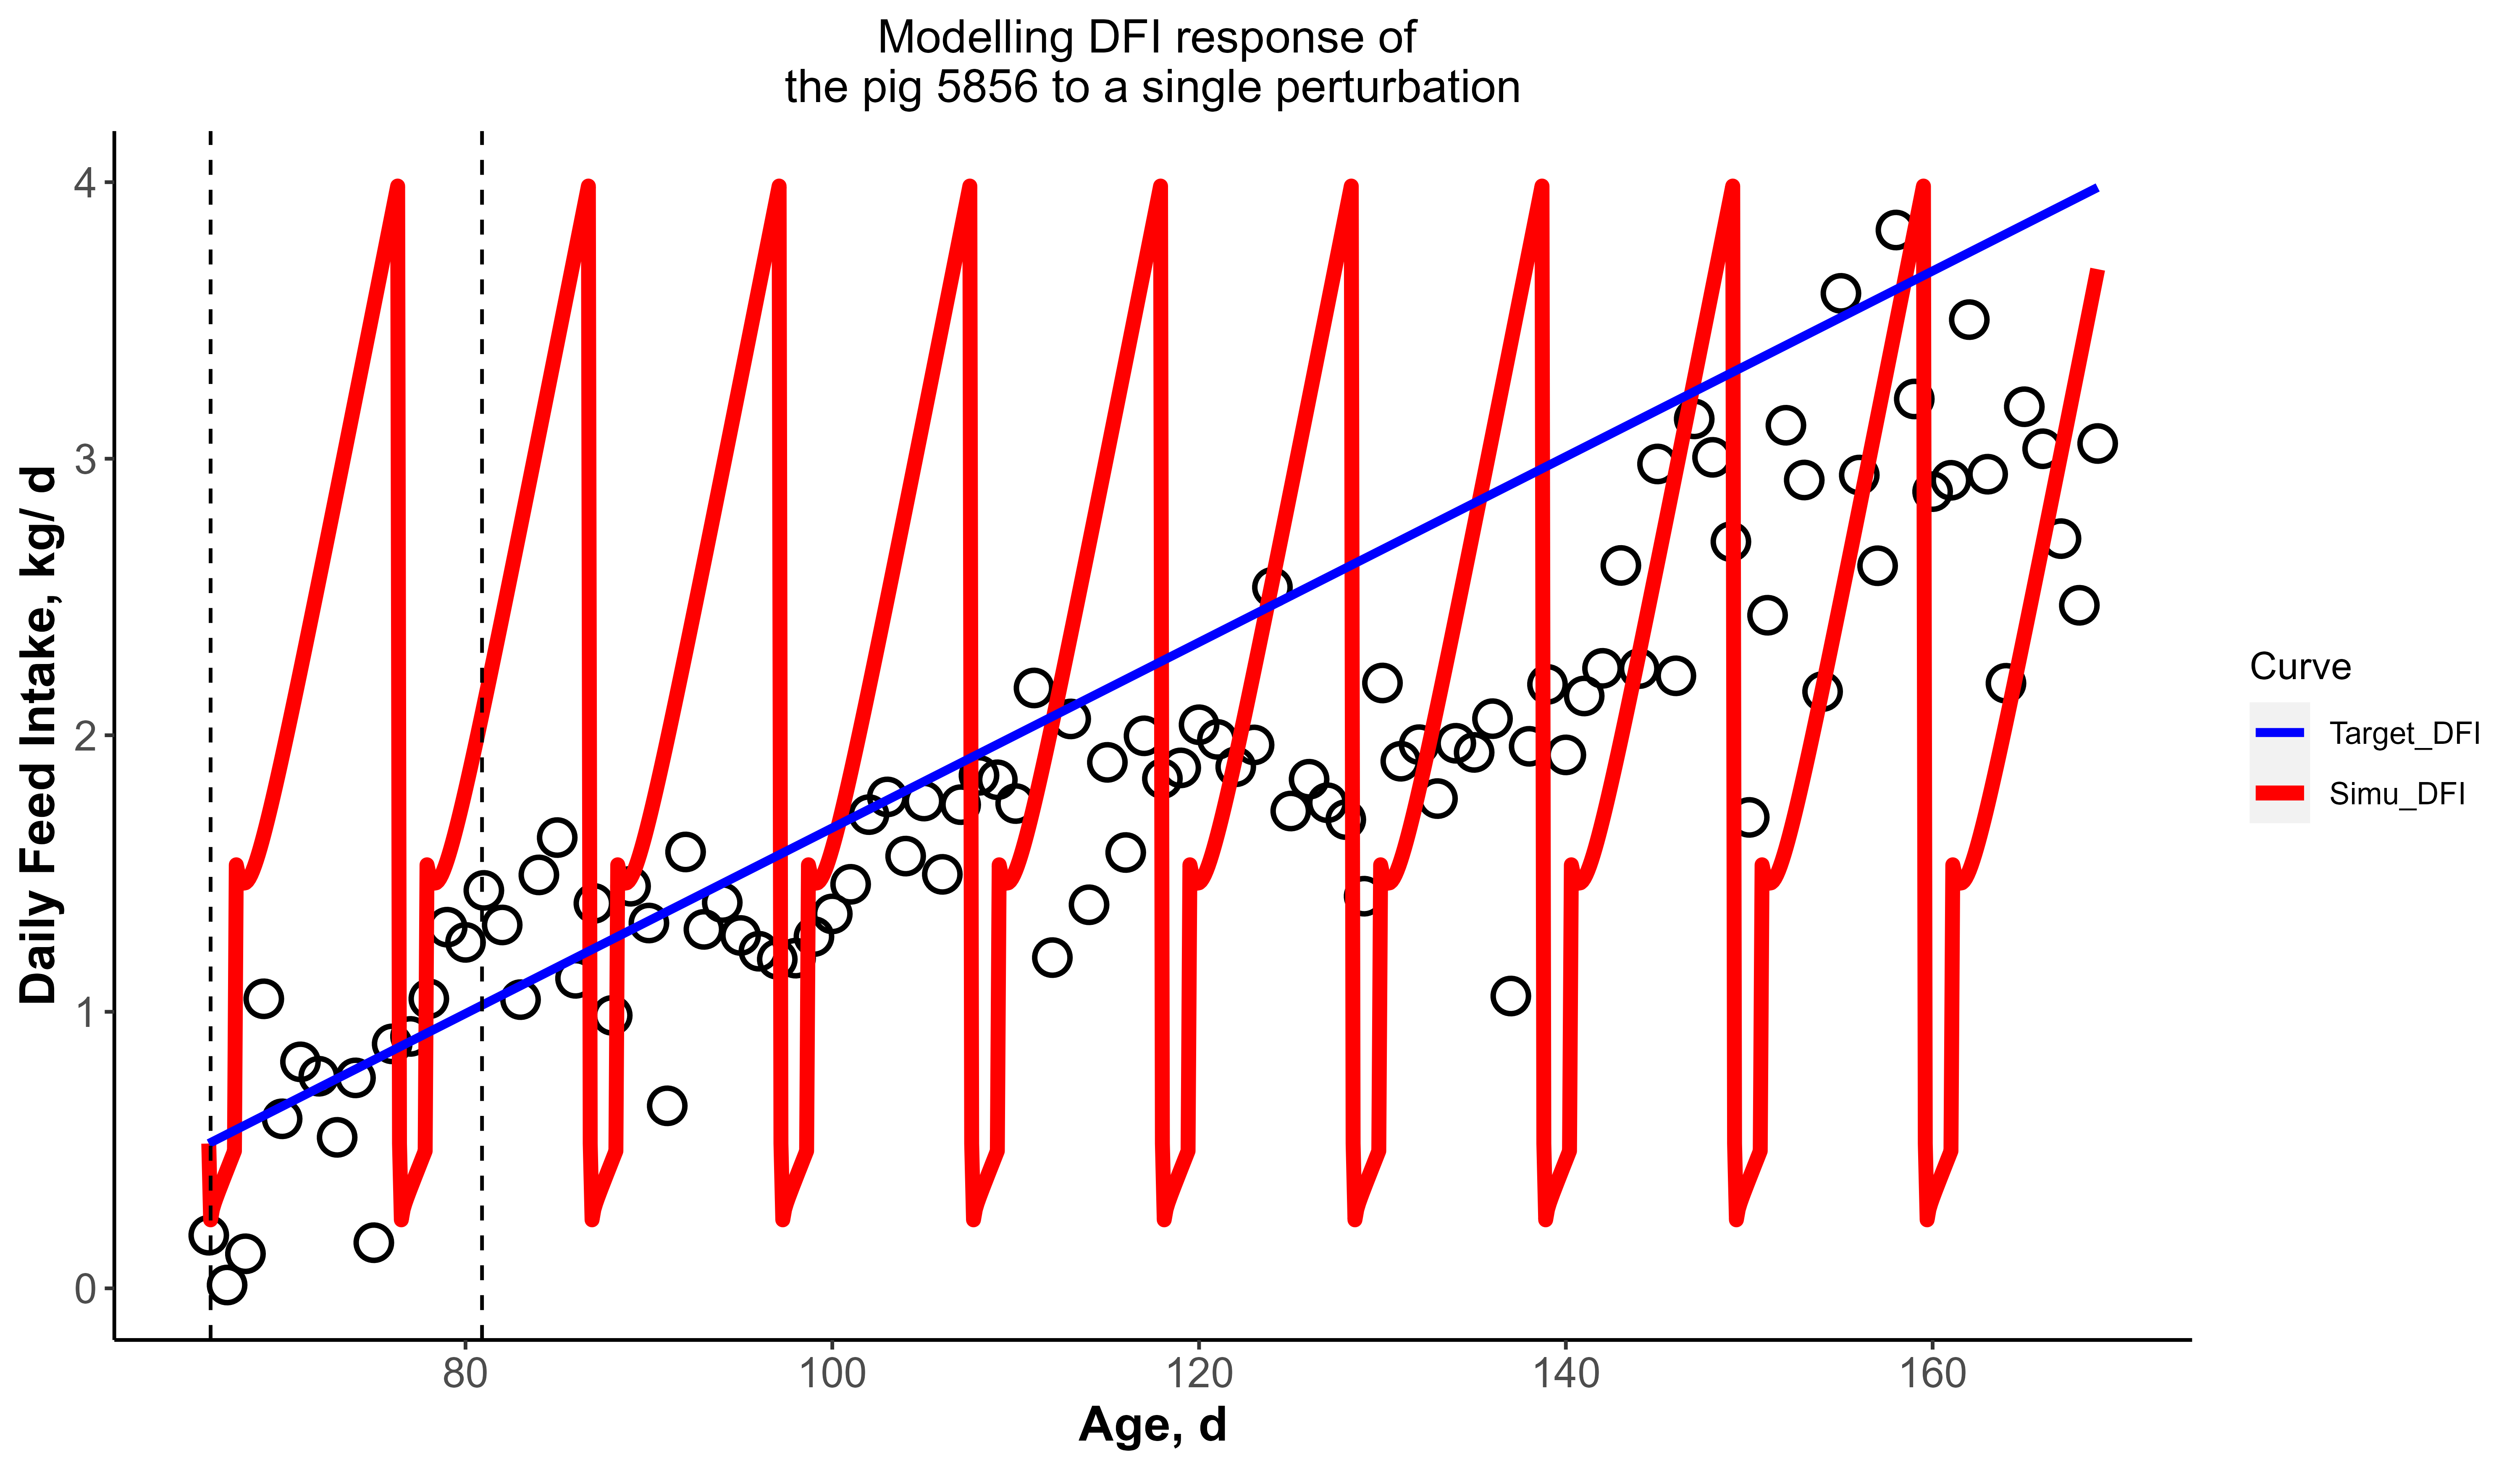 Modelling DFI response of
the pig 5856 to a single perturbation
4
3
2
1
0
Daily Feed Intake, kg/ d
80 100 120 140 160
Age, d
Curve
Target_DFI
Simu_DFI